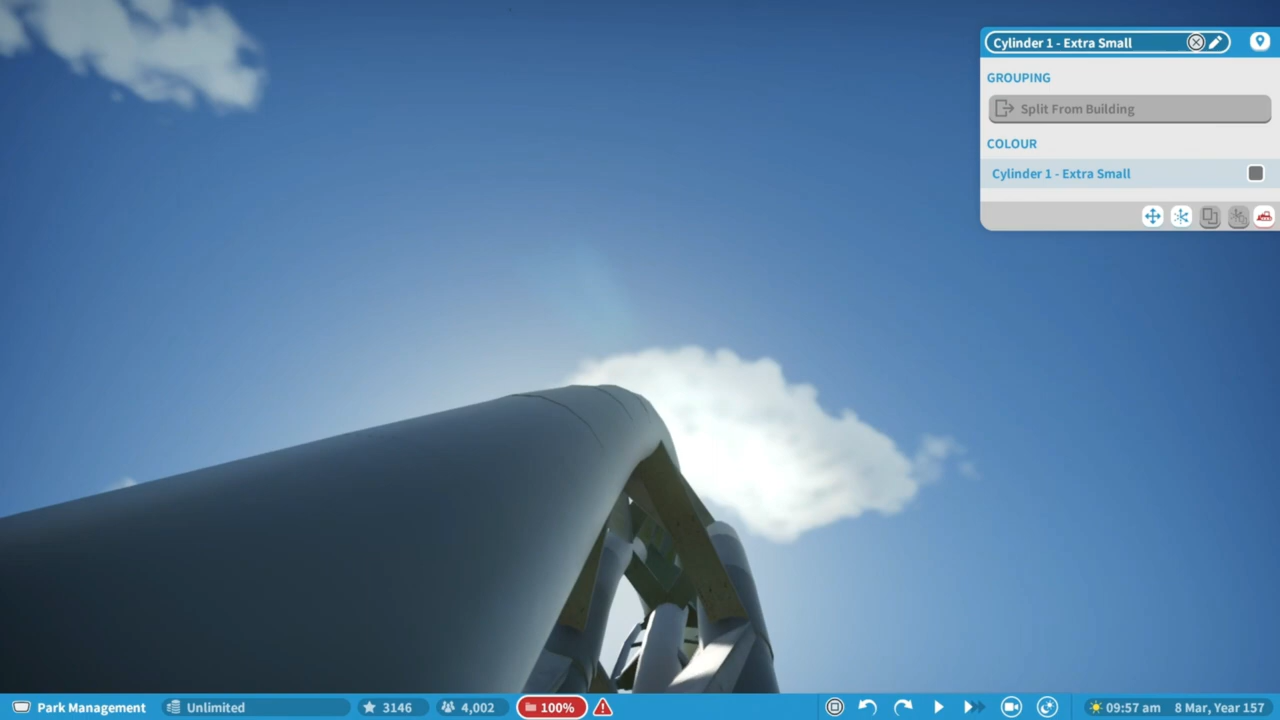 Cylinder 1 - Extra Small
GROUPING
Split From Building
COLOUR
Cylinder 1 - Extra Small
Park Management
Unlimited
3146
4,002
100%
09:57 am
8 Mar, Year 157